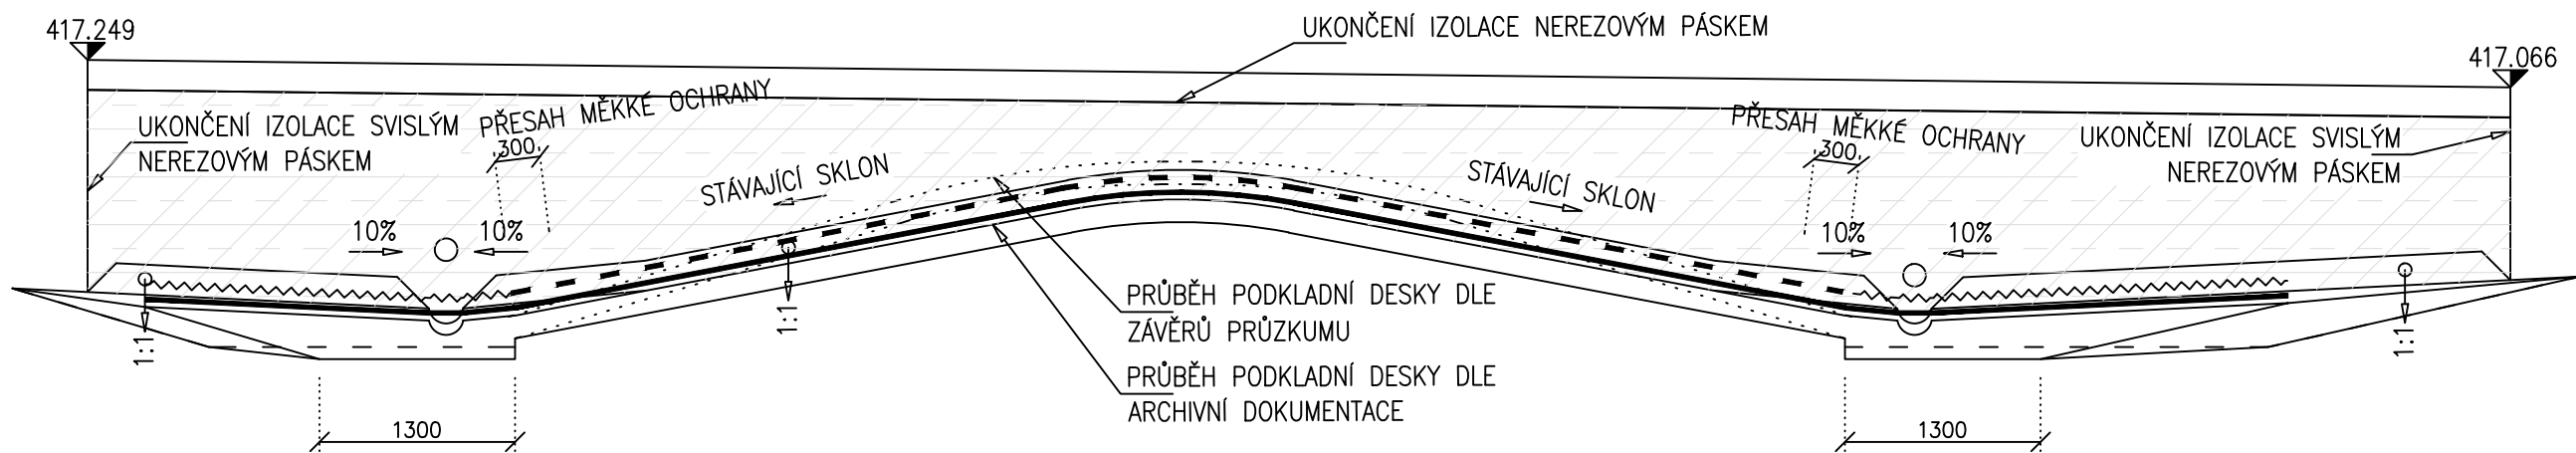 417.249
UKONČENÍ IZOLACE NEREZOVÝM PÁSKEM
417.066
UKONČENÍ IZOLACE SVISLÝM
NEREZOVÝM PÁSKEM
PŘESAH MĚKKÉ OCHRANY
300
STÁVAJÍCÍ SKLON
STÁVAJÍCÍ SKLON
PŘESAH MĚKKÉ OCHRANY
300
UKONČENÍ IZOLACE SVISLÝM
NEREZOVÝM PÁSKEM
10%
10%
10%
10%
1:1
1:1
1:1
PRŮBĚH PODKLADNÍ DESKY DLE
ZÁVĚRŮ PRŮZKUMU
PRŮBĚH PODKLADNÍ DESKY DLE
ARCHIVNÍ DOKUMENTACE
1300
1300